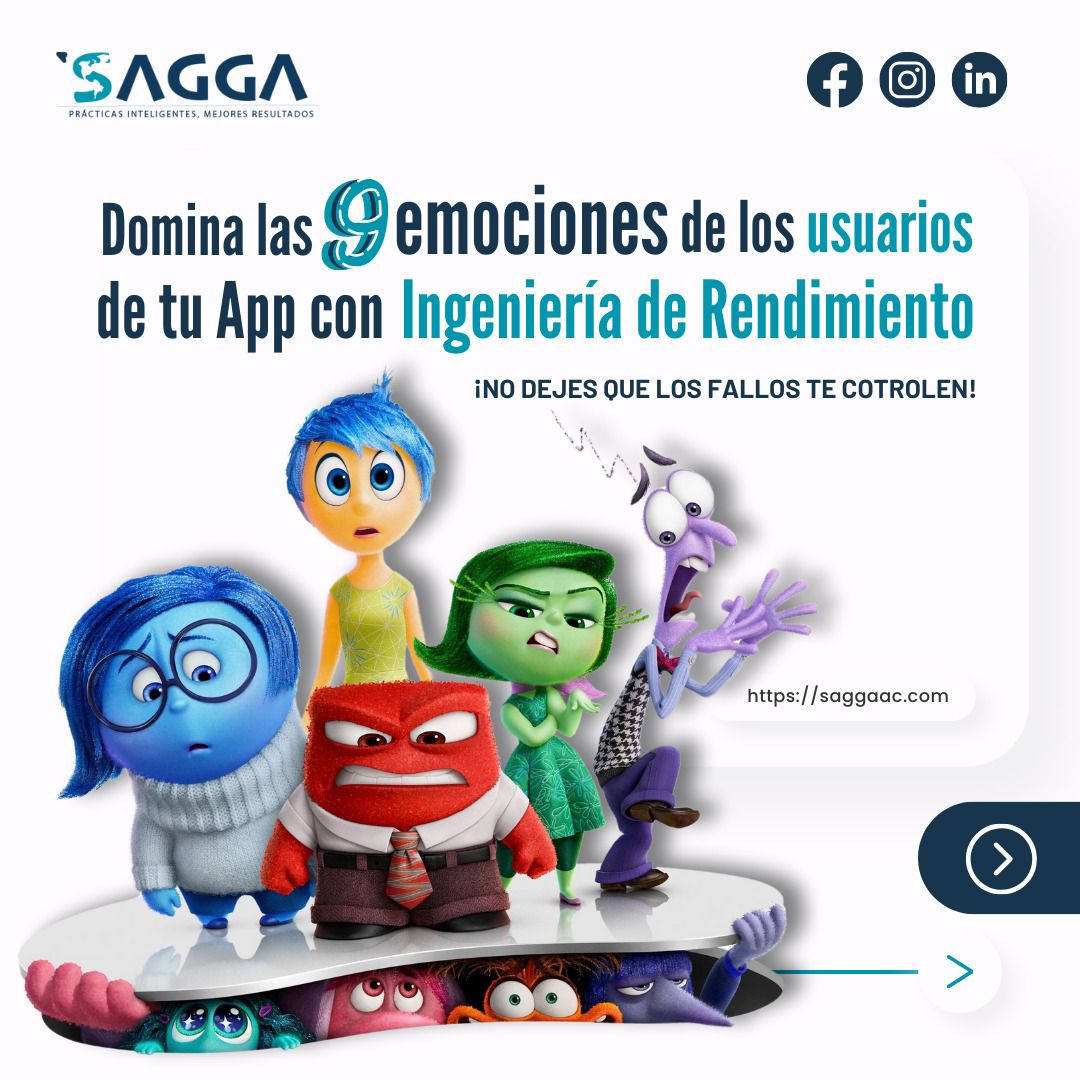 SAGGA
PRÁCTICAS INTELIGENTES, MEJORES RESULTADOS
Domina las 9 emociones de los usuarios
de tu App con Ingeniería de Rendimiento
¡NO DEJES QUE LOS FALLOS TE COTROLEN!
https://saggaac.com